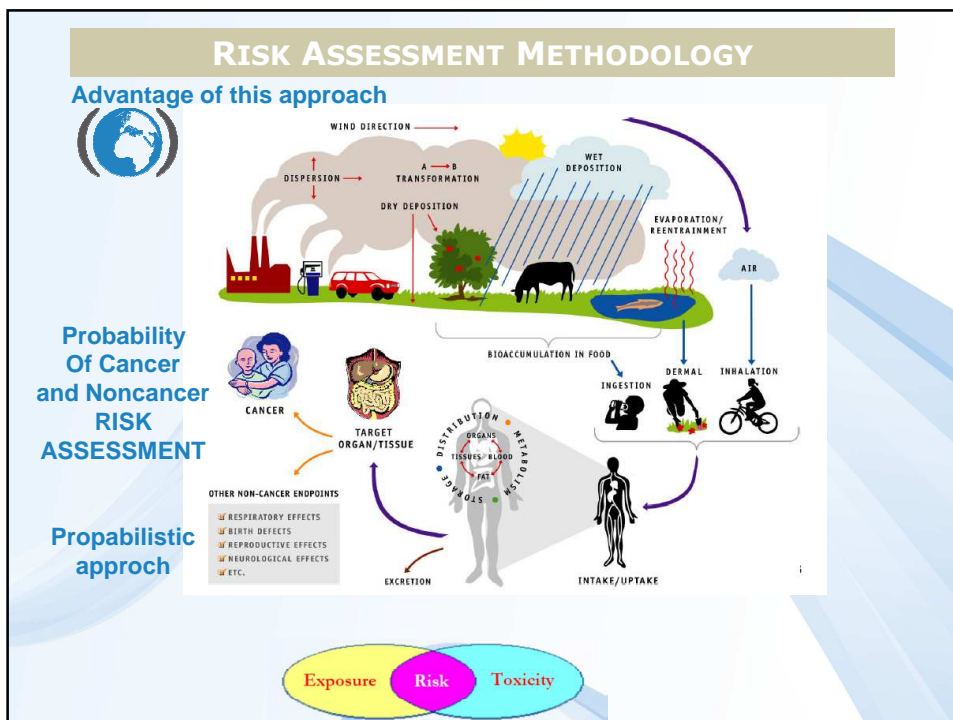 RISK ASSESSMENT METHODOLOGY
Advantage of this approach
WIND DIRECTION
DISPERSION
A B
TRANSFORMATION
DRY DEPOSITION
WET
DEPOSITION
EVAPORATION/
REENTRAINMENT
AIR
BIOACCUMULATION IN FOOD
INGESTION
DERMAL
INHALATION
Probability
Of Cancer
and Noncancer
RISK
ASSESSMENT
CANCER
TARGET
ORGAN/TISSUE
DISTRIBUTION
METABOLISM
STORAGE
ORGANS
TISSUES BLOOD
FAT
OTHER NON-CANCER ENDPOINTS
RESPIRATORY EFFECTS
BIRTH DEFECTS
REPRODUCTIVE EFFECTS
NEUROLOGICAL EFFECTS
ETC.
Propabilistic
approch
EXCRETION
INTAKE/UPTAKE
Exposure
Risk
Toxicity